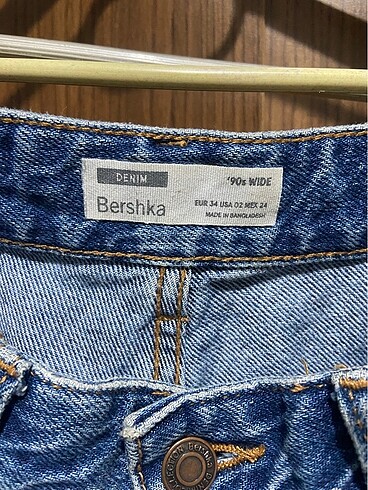 DENIM
'90s WIDE
Bershka
EUR 34 USA 02 MEX 24
MADE IN BANGLADESH